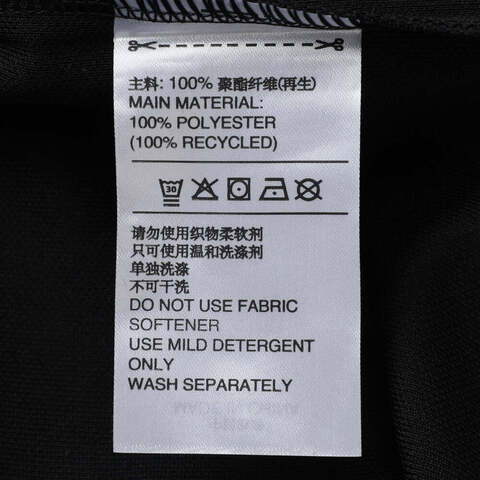 主料: 100% 聚酯纤维(再生)
MAIN MATERIAL:
100% POLYESTER
(100% RECYCLED)
30
请勿使用织物柔软剂
只可使用温和洗涤剂
单独洗涤
不可干洗
DO NOT USE FABRIC
SOFTENER
USE MILD DETERGENT
ONLY
WASH SEPARATELY